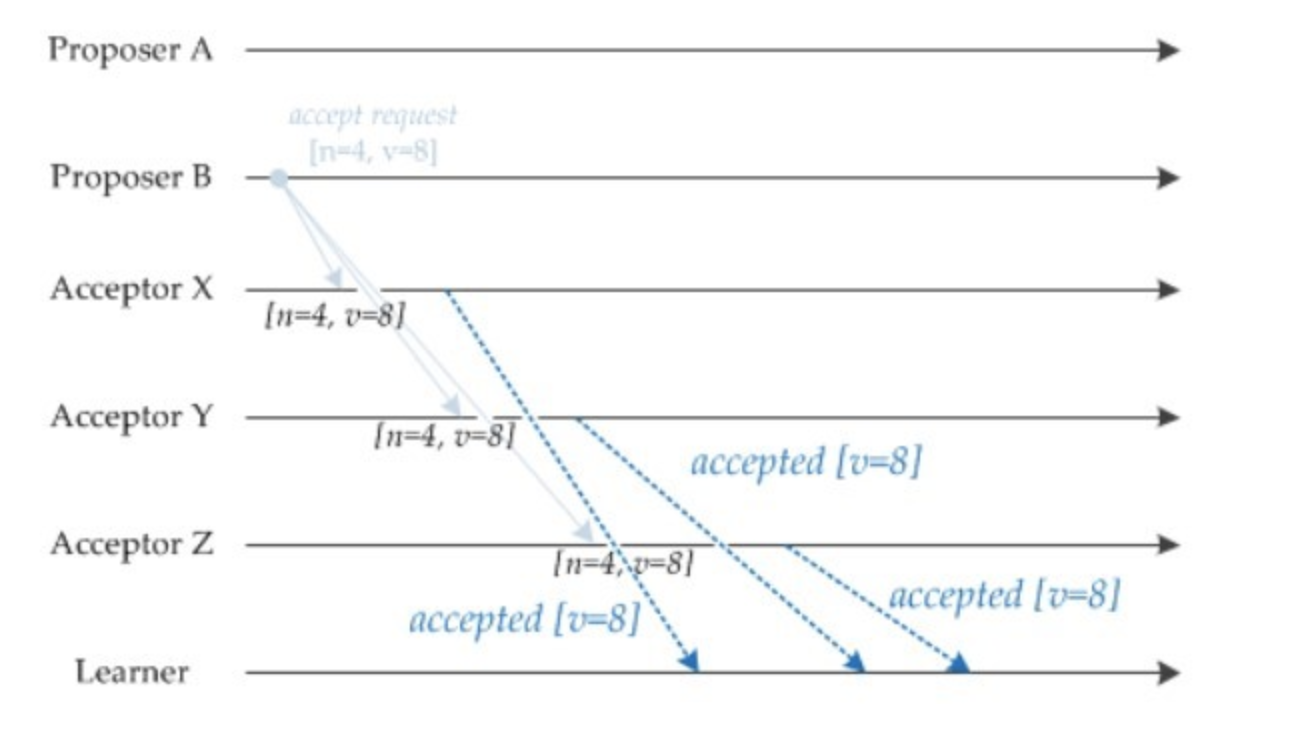 Proposer A
accept request
[n=4, v=8]
Proposer B
Acceptor X
[n=4, v=8]
Acceptor Y
[n=4, v=8]
accepted [v=8]
Acceptor Z
[n=4, v=8]
accepted [v=8]
accepted [v=8]
Learner